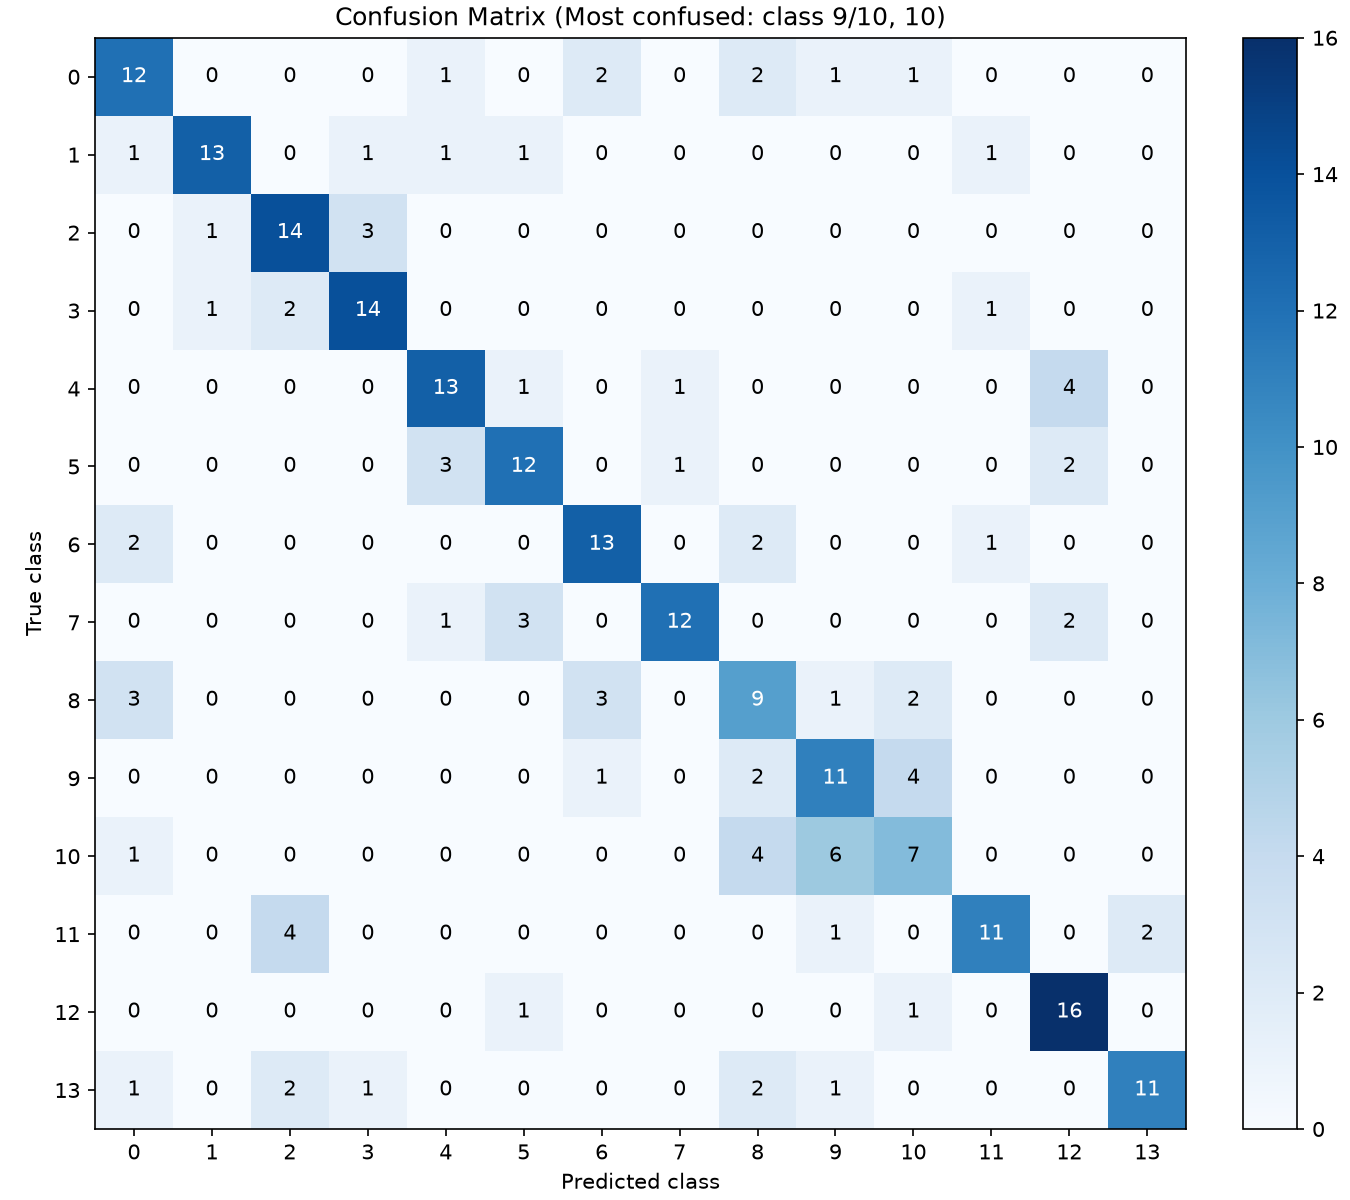 Confusion Matrix (Most confused: class 9/10, 10)
0 12 0 0 0 1 0 2 0 2 1 1 0 0 0
1 1 13 0 1 1 1 0 0 0 0 0 1 0 0
2 0 1 14 3 0 0 0 0 0 0 0 0 0 0
3 0 1 2 14 0 0 0 0 0 0 0 1 0 0
4 0 0 0 0 13 1 0 1 0 0 0 0 4 0
5 0 0 0 0 3 12 0 1 0 0 0 0 2 0
6 2 0 0 0 0 0 13 0 2 0 0 1 0 0
7 0 0 0 0 1 3 0 12 0 0 0 0 2 0
8 3 0 0 0 0 0 3 0 9 1 2 0 0 0
9 0 0 0 0 0 0 1 0 2 11 4 0 0 0
10 1 0 0 0 0 0 0 0 4 6 7 0 0 0
11 0 0 4 0 0 0 0 0 0 1 0 11 0 2
12 0 0 0 0 0 1 0 0 0 0 1 0 16 0
13 1 0 2 1 0 0 0 0 2 1 0 0 0 11
0 1 2 3 4 5 6 7 8 9 10 11 12 13
Predicted class
True class
16
14
12
10
8
6
4
2
0